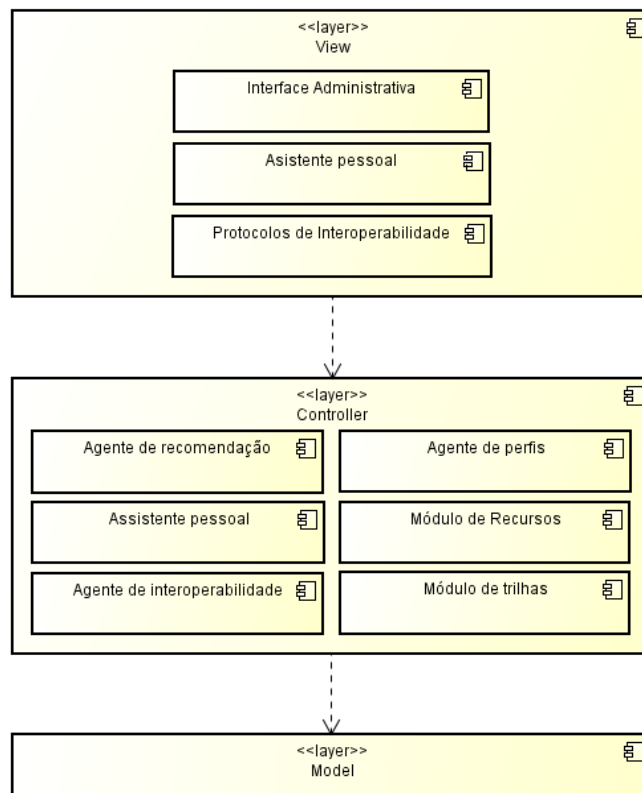 <<layer>>
View
Interface Administrativa
Asistente pessoal
Protocolos de Interoperabilidade
<<layer>>
Controller
Agente de recomendação
Agente de perfis
Assistente pessoal
Módulo de Recursos
Agente de interoperabilidade
Módulo de trilhas
<<layer>>
Model